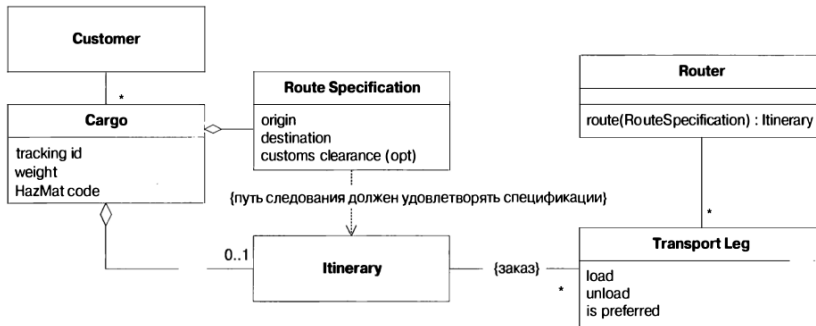 Customer
*
Cargo
tracking id
weight
HazMat code
Route Specification
origin
destination
customs clearance (opt)
Router
route(RouteSpecification) : Itinerary
{путь следования должен удовлетворять спецификации}
*
0..1
Itinerary
{заказ}
*
Transport Leg
load
unload
is preferred